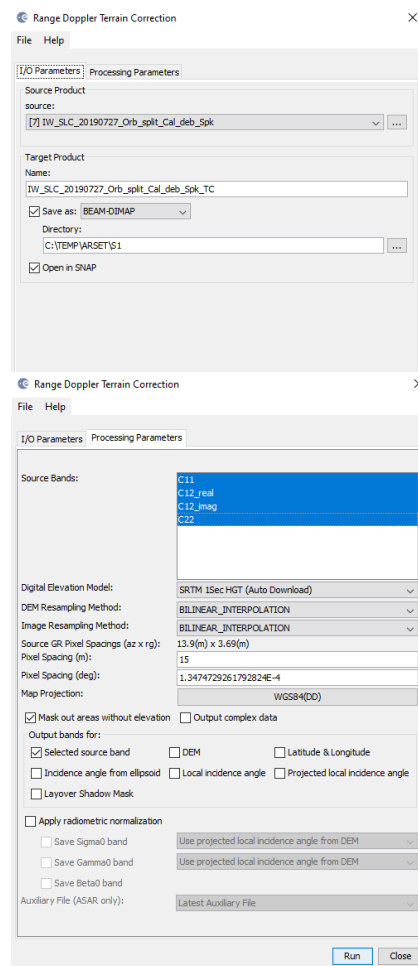 Range Doppler Terrain Correction
File Help
I/O Parameters Processing Parameters
Source Product
source:
[7] IW_SLC_20190727_Orb_split_Cal_deb_Spk
...
Target Product
Name:
IW_SLC_20190727_Orb_split_Cal_deb_Spk_TC
Save as: BEAM-DIMAP
Directory:
C:\TEMP\ARSET\S1
...
Open in SNAP
Range Doppler Terrain Correction
File Help
I/O Parameters Processing Parameters
Source Bands:
C11
C12_real
C12_imag
C22
Digital Elevation Model: SRTM 1Sec HGT (Auto Download)
DEM Resampling Method: BILINEAR_INTERPOLATION
Image Resampling Method: BILINEAR_INTERPOLATION
Source GR Pixel Spacings (az x rg): 13.9(m) x 3.69(m)
Pixel Spacing (m): 15
Pixel Spacing (deg): 1.3474729261792824E-4
Map Projection: WGS84(DD)
Mask out areas without elevation Output complex data
Output bands for:
Selected source band DEM Latitude & Longitude
Incidence angle from ellipsoid Local incidence angle Projected local incidence angle
Layover Shadow Mask
Apply radiometric normalization
Save Sigma0 band Use projected local incidence angle from DEM
Save Gamma0 band Use projected local incidence angle from DEM
Save Beta0 band
Auxiliary File (ASAR only): Latest Auxiliary File
Run Close